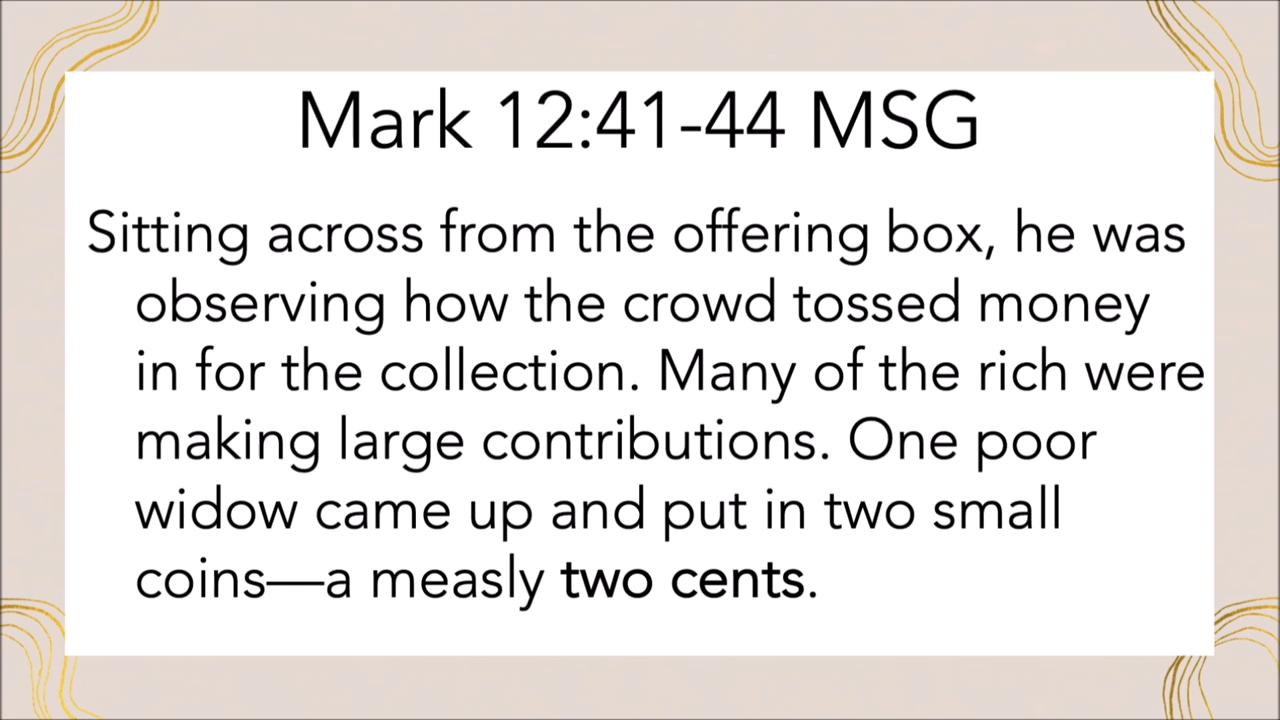 Mark 12:41-44 MSG
Sitting across from the offering box, he was
observing how the crowd tossed money
in for the collection. Many of the rich were
making large contributions. One poor
widow came up and put in two small
coins—a measly two cents.